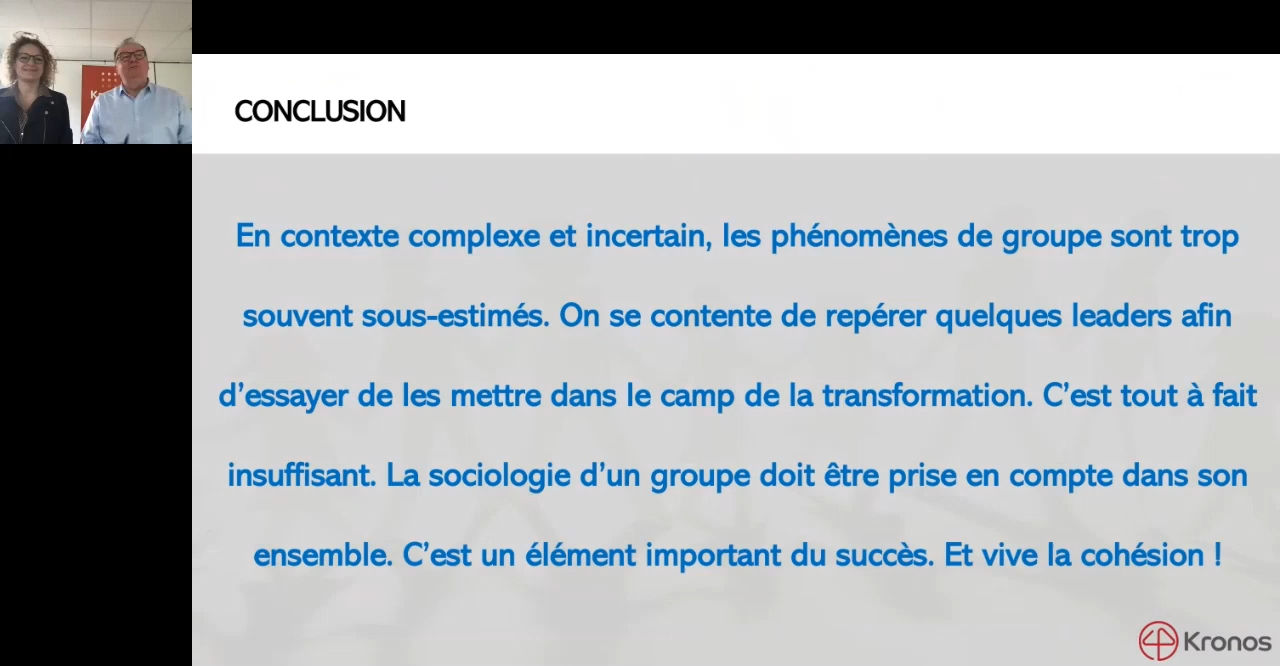 CONCLUSION
En contexte complexe et incertain, les phénomènes de groupe sont trop
souvent sous-estimés. On se contente de repérer quelques leaders afin
d’essayer de les mettre dans le camp de la transformation. C’est tout à fait
insuffisant. La sociologie d’un groupe doit être prise en compte dans son
ensemble. C’est un élément important du succès. Et vive la cohésion !
Kronos